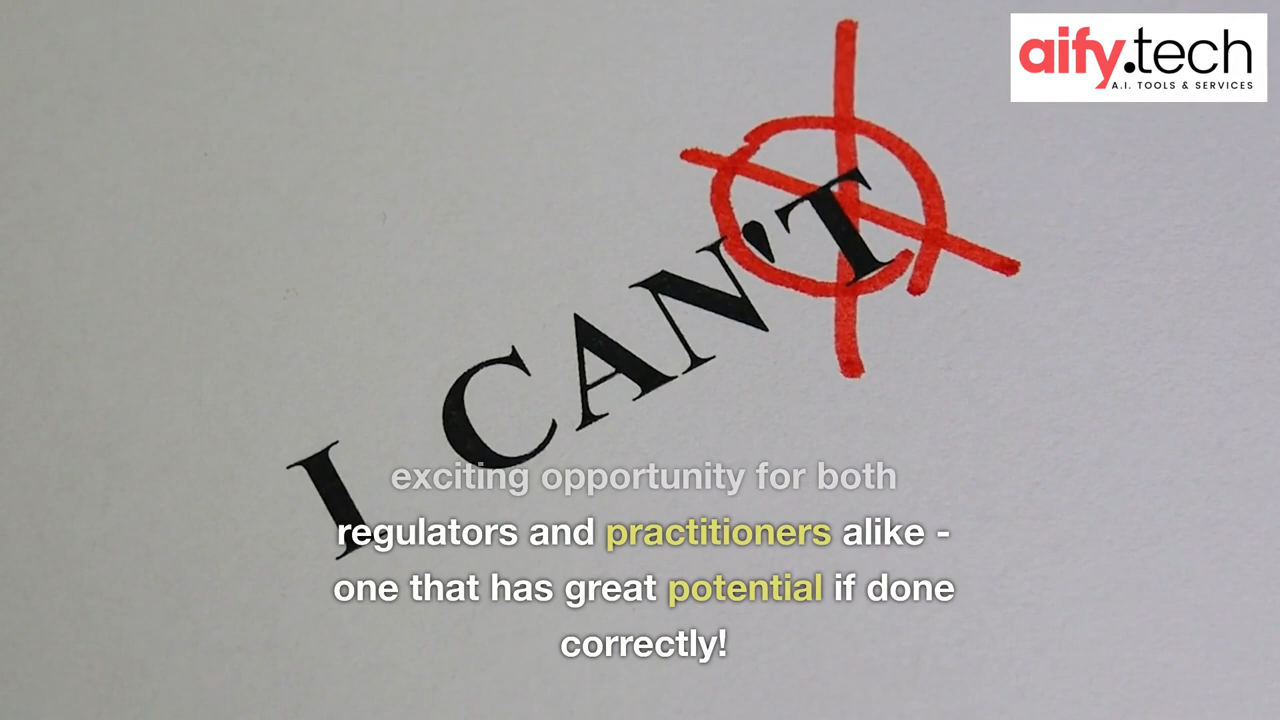 aify.tech
A.I. TOOLS & SERVICES
I CAN'T
exciting opportunity for both
regulators and practitioners alike -
one that has great potential if done
correctly!